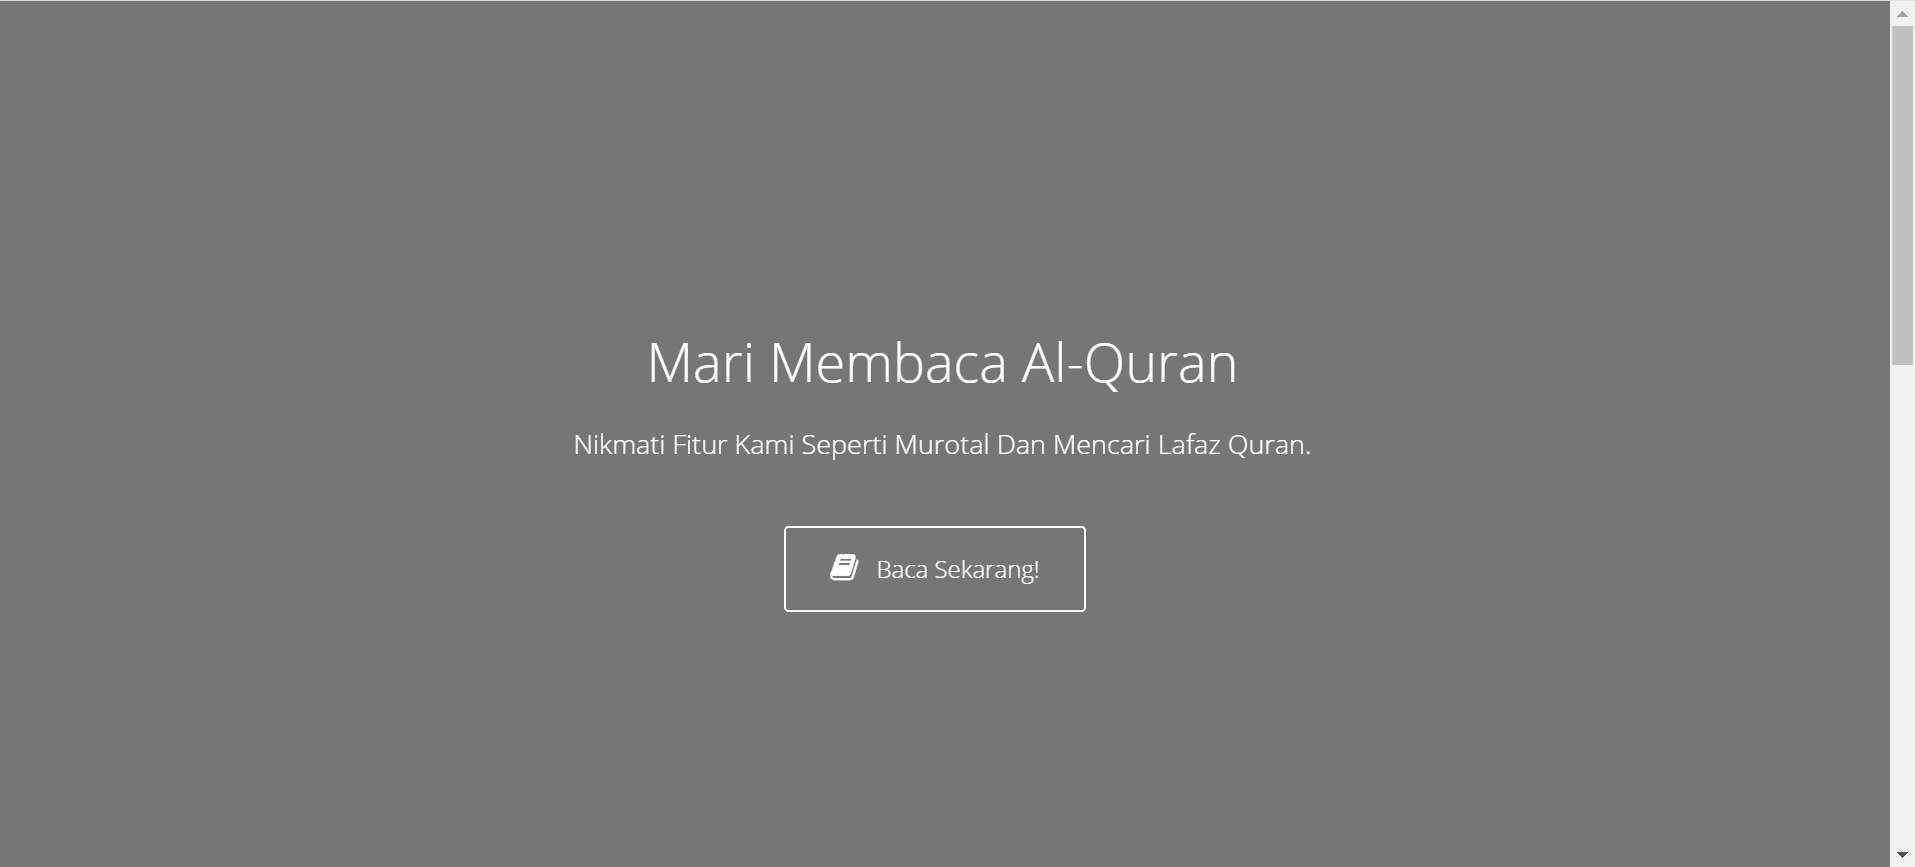 Mari Membaca Al-Quran
Nikmati Fitur Kami Seperti Murotal Dan Mencari Lafaz Quran.
Baca Sekarang!